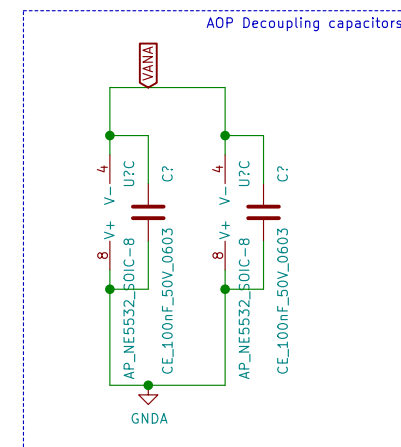 AOP Decoupling capacitors
VANA
4
V-
V+
8
U?C
AP_NE5532_SOIC-8
C?
CE_100nF_50V_0603
4
V-
V+
8
U?C
AP_NE5532_SOIC-8
C?
CE_100nF_50V_0603
GNDA